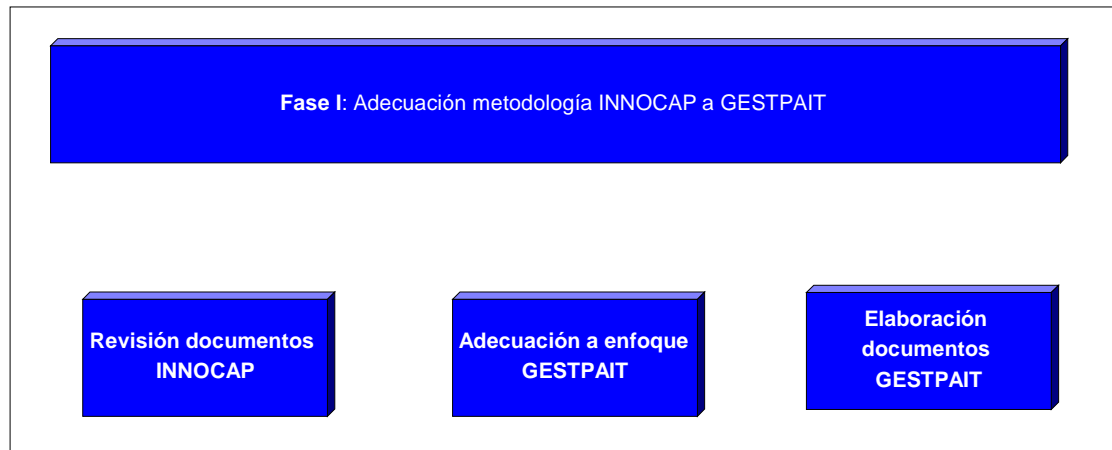 Fase I: Adecuación metodología INNOCAP a GESTPAIT
Revisión documentos
INNOCAP
Adecuación a enfoque
GESTPAIT
Elaboración
documentos
GESTPAIT